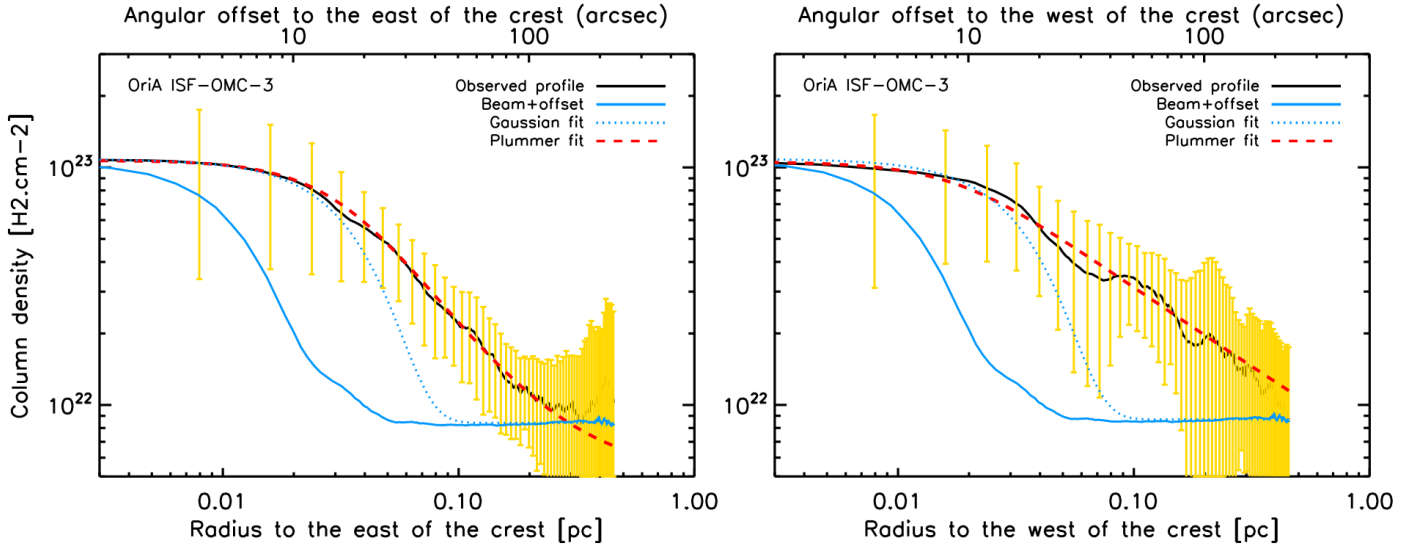 Angular offset to the east of the crest (arcsec)
10 100
OriA ISF-OMC-3
Observed profile
Beam+offset
Gaussian fit
Plummer fit
Column density [H2.cm-2]
10^23
10^22
0.01 0.10 1.00
Radius to the east of the crest [pc]
Angular offset to the west of the crest (arcsec)
10 100
OriA ISF-OMC-3
Observed profile
Beam+offset
Gaussian fit
Plummer fit
10^23
10^22
0.01 0.10 1.00
Radius to the west of the crest [pc]